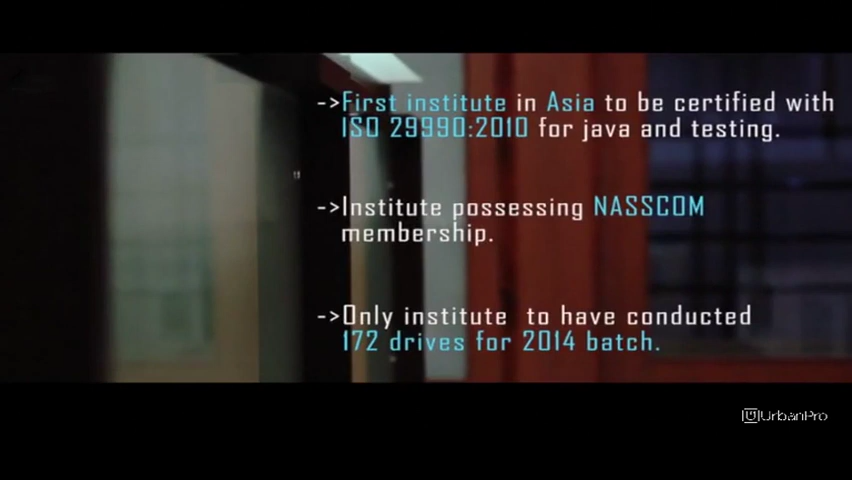 ->First institute in Asia to be certified with
ISO 29990:2010 for java and testing.
->Institute possessing NASSCOM
membership.
->Only institute to have conducted
172 drives for 2014 batch.
UrbanPro